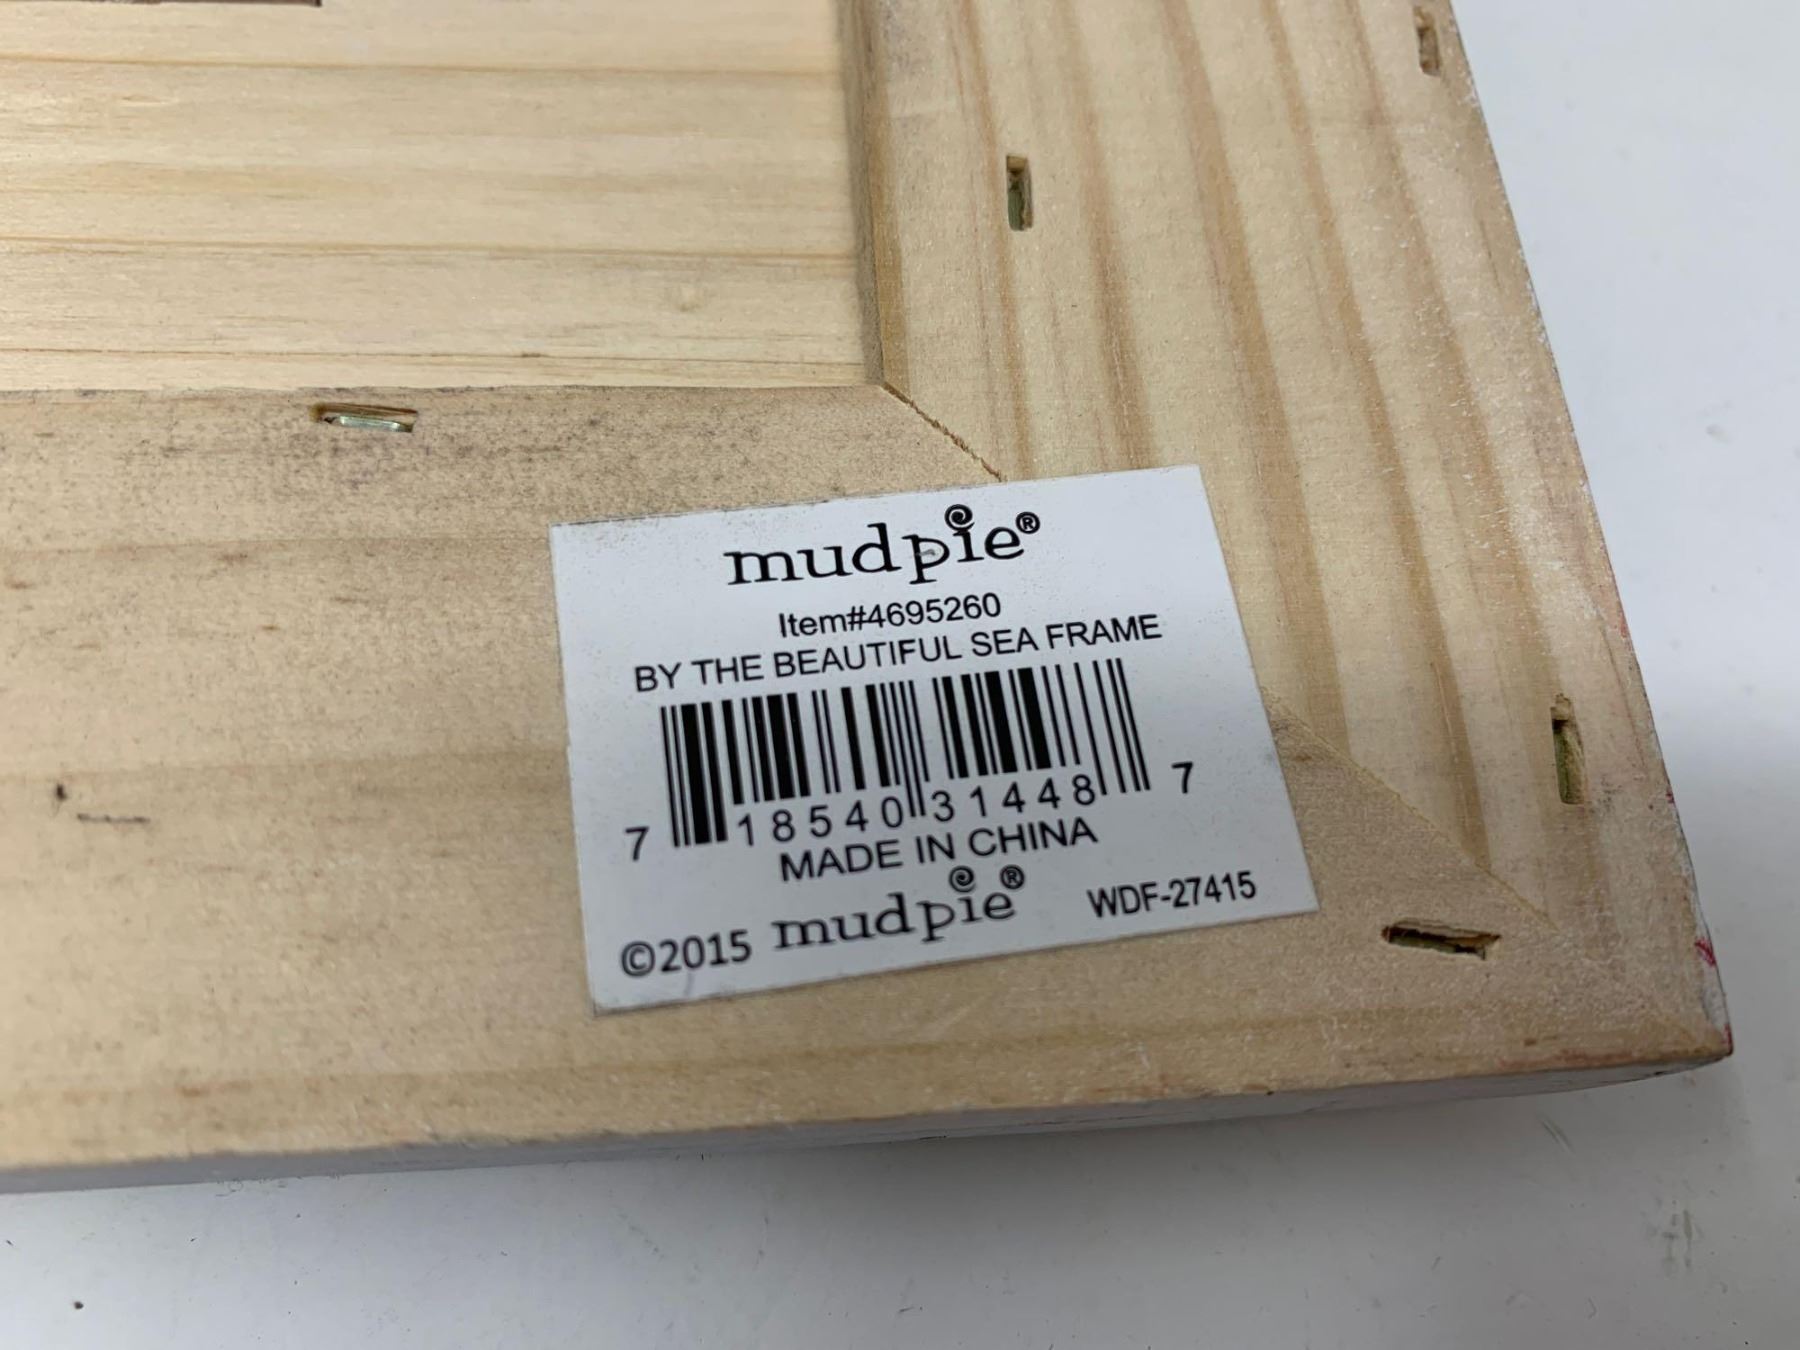 mudpie®
Item#4695260
BY THE BEAUTIFUL SEA FRAME
7 18540 31448 7
MADE IN CHINA
©2015 mudpie® WDF-27415